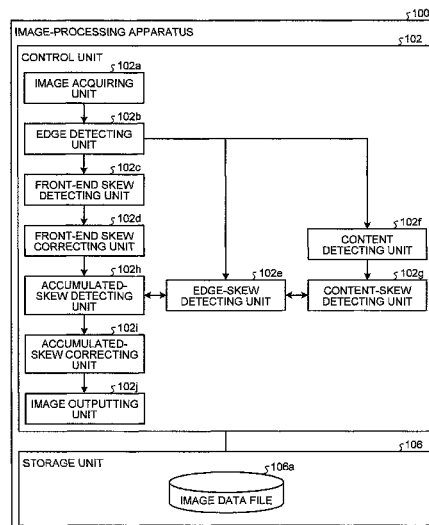 100
IMAGE-PROCESSING APPARATUS
102
CONTROL UNIT
102a
IMAGE ACQUIRING
UNIT
102b
EDGE DETECTING
UNIT
102c
FRONT-END SKEW
DETECTING UNIT
102d
FRONT-END SKEW
CORRECTING UNIT
102f
CONTENT
DETECTING UNIT
102h
ACCUMULATED-
SKEW DETECTING
UNIT
102e
EDGE-SKEW
DETECTING UNIT
102g
CONTENT-SKEW
DETECTING UNIT
102i
ACCUMULATED-
SKEW CORRECTING
UNIT
102j
IMAGE OUTPUTTING
UNIT
106
STORAGE UNIT
106a
IMAGE DATA FILE